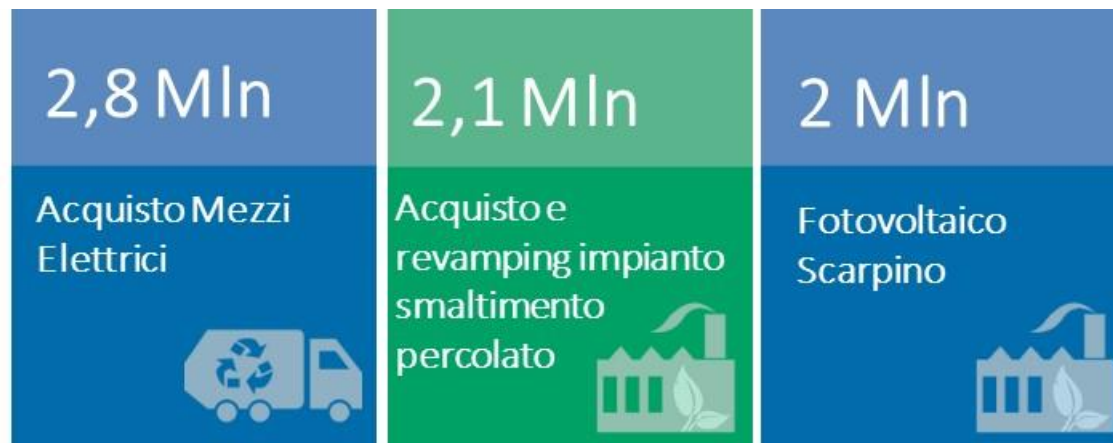 2,8 Mln
Acquisto Mezzi
Elettrici
2,1 Mln
Acquisto e
revamping impianto
smaltimento
percolato
2 Mln
Fotovoltaico
Scarpino